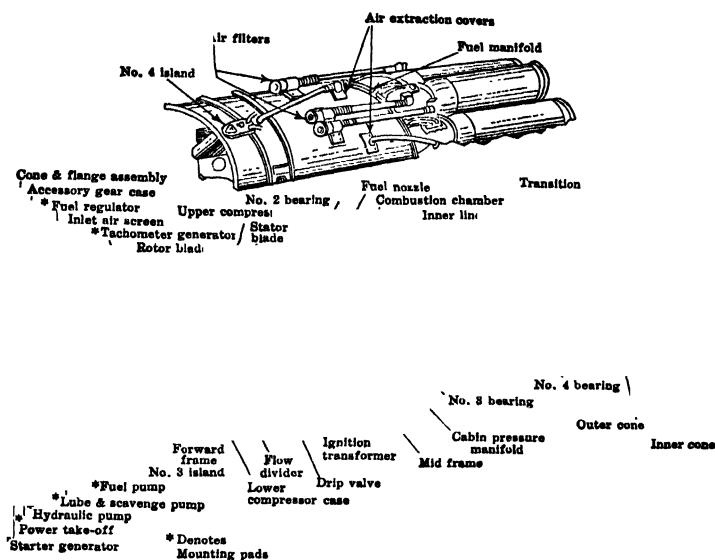 Air extraction covers
Air filters
Fuel manifold
No. 4 island
Cone & flange assembly
Accessory gear case
*Fuel regulator
Inlet air screen
*Tachometer generator
Rotor blad
Upper compres
No. 2 bearing
Stator
blade
Fuel nozzle
Combustion chamber
Inner line
Transition
No. 4 bearing
No. 3 bearing
Outer cone
Inner cone
Cabin pressure
manifold
Mid frame
Ignition
transformer
Drip valve
Flow
divider
Lower
compressor case
Forward
frame
No. 3 island
*Fuel pump
*Lube & scavenge pump
Hydraulic pump
*Power take-off
Starter generator
*Denotes
Mounting pads